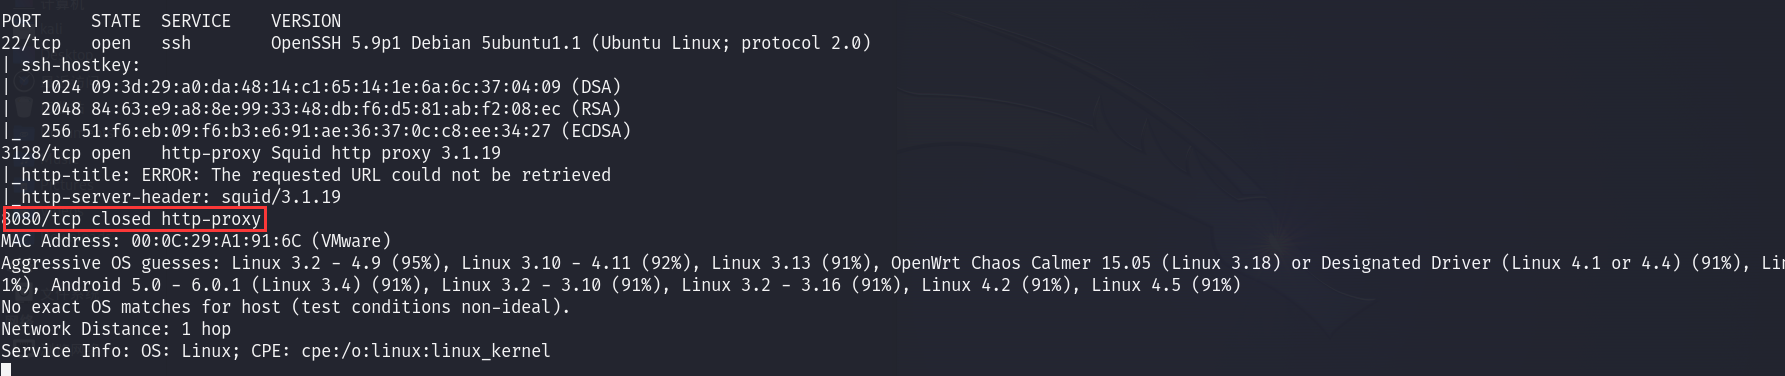 PORT     STATE  SERVICE    VERSION
22/tcp   open   ssh        OpenSSH 5.9p1 Debian 5ubuntu1.1 (Ubuntu Linux; protocol 2.0)
| ssh-hostkey:
|   1024 09:3d:29:a0:da:48:14:c1:65:14:1e:6a:6c:37:04:09 (DSA)
|   2048 84:63:e9:a8:8e:99:33:48:db:f6:d5:81:ab:f2:08:ec (RSA)
|_  256 51:f6:eb:09:f6:b3:e6:91:ae:36:37:0c:c8:ee:34:27 (ECDSA)
3128/tcp open   http-proxy Squid http proxy 3.1.19
|_http-title: ERROR: The requested URL could not be retrieved
|_http-server-header: squid/3.1.19
8080/tcp closed http-proxy
MAC Address: 00:0C:29:A1:91:6C (VMware)
Aggressive OS guesses: Linux 3.2 - 4.9 (95%), Linux 3.10 - 4.11 (92%), Linux 3.13 (91%), OpenWrt Chaos Calmer 15.05 (Linux 3.18) or Designated Driver (Linux 4.1 or 4.4) (91%), Lin
1%), Android 5.0 - 6.0.1 (Linux 3.4) (91%), Linux 3.2 - 3.10 (91%), Linux 3.2 - 3.16 (91%), Linux 4.2 (91%), Linux 4.5 (91%)
No exact OS matches for host (test conditions non-ideal).
Network Distance: 1 hop
Service Info: OS: Linux; CPE: cpe:/o:linux:linux_kernel